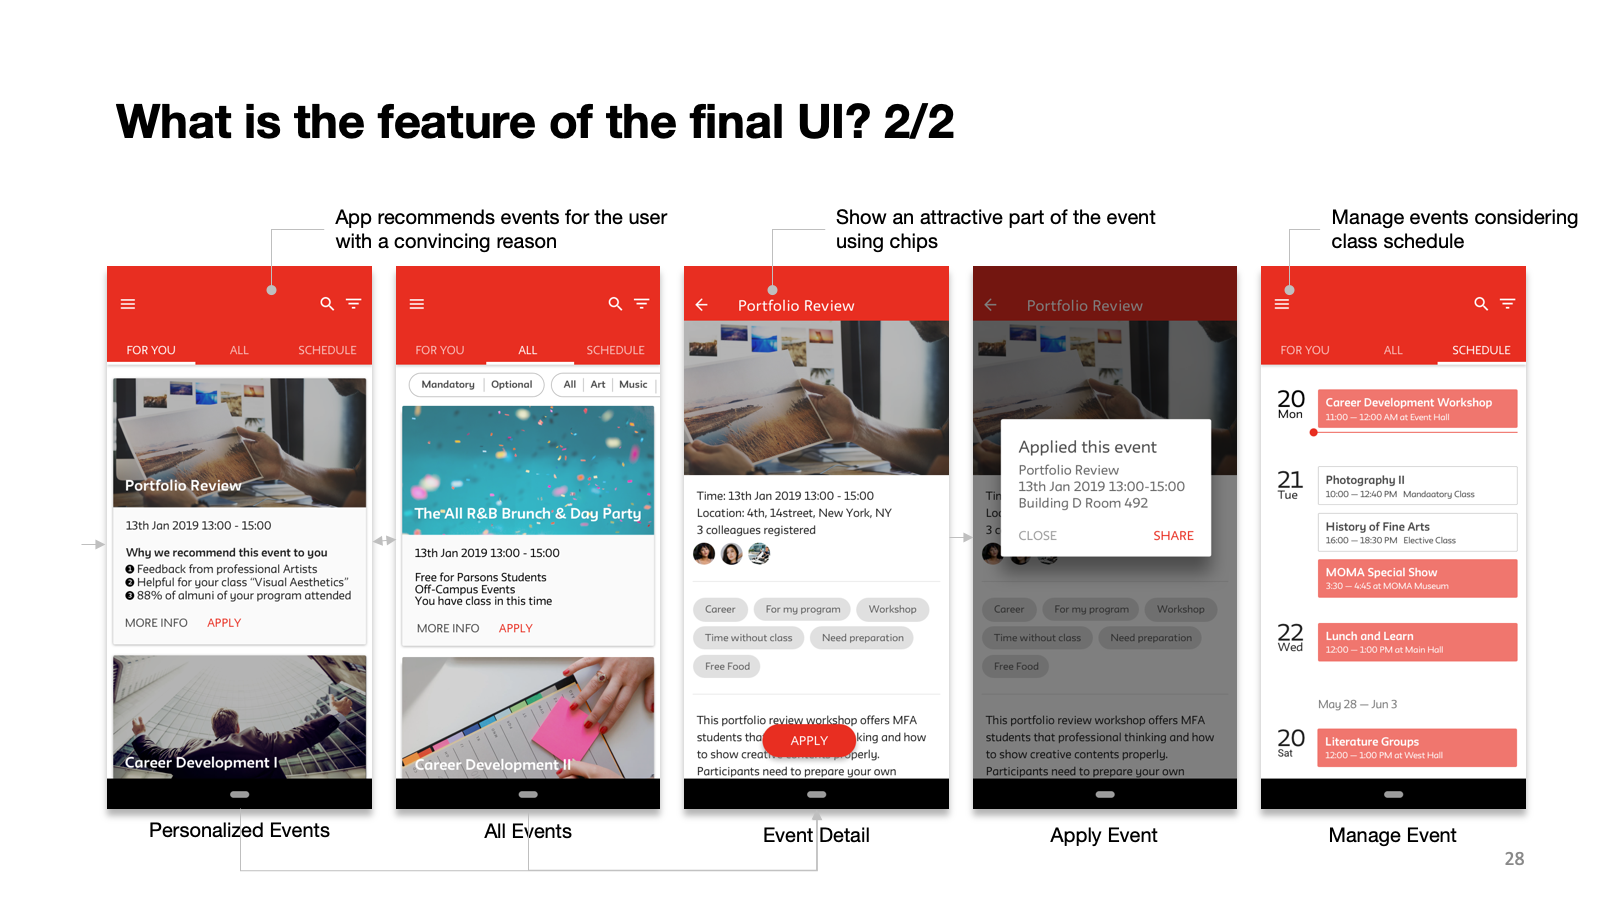 What is the feature of the final UI? 2/2
App recommends events for the user
with a convincing reason
Show an attractive part of the event
using chips
Manage events considering
class schedule
FOR YOU ALL SCHEDULE
Portfolio Review
13th Jan 2019 13:00 - 15:00
Why we recommend this event to you
❶ Feedback from professional Artists
❷ Helpful for your class “Visual Aesthetics”
❸ 88% of almuni of your program attended
MORE INFO APPLY
Career Development I
Personalized Events
FOR YOU ALL SCHEDULE
Mandatory Optional All Art Music
The All R&B Brunch & Day Party
13th Jan 2019 13:00 - 15:00
Free for Parsons Students
Off-Campus Events
You have class in this time
MORE INFO APPLY
Career Development II
All Events
Portfolio Review
Time: 13th Jan 2019 13:00 - 15:00
Location: 4th, 14street, New York, NY
3 colleagues registered
Career For my program Workshop
Time without class Need preparation
Free Food
This portfolio review workshop offers MFA
students tha king and how
to show creati perly.
Participants need to prepare your own
APPLY
Event Detail
Portfolio Review
Applied this event
Portfolio Review
13th Jan 2019 13:00-15:00
Building D Room 492
CLOSE SHARE
Tin
Loc
3 c
Career For my program Workshop
Time without class Need preparation
Free Food
This portfolio review workshop offers MFA
students that professional thinking and how
to show creative contents properly.
Participants need to prepare your own
Apply Event
FOR YOU ALL SCHEDULE
20
Mon
Career Development Workshop
11:00 — 12:00 AM at Event Hall
21
Tue
Photography II
10:00 — 12:40 PM Mandaatory Class
History of Fine Arts
16:00 — 18:30 PM Elective Class
MOMA Special Show
3:30 — 4:45 at MOMA Museum
22
Wed
Lunch and Learn
12:00 — 1:00 PM at Main Hall
May 28 — Jun 3
20
Sat
Literature Groups
12:00 — 1:00 PM at West Hall
Manage Event
28